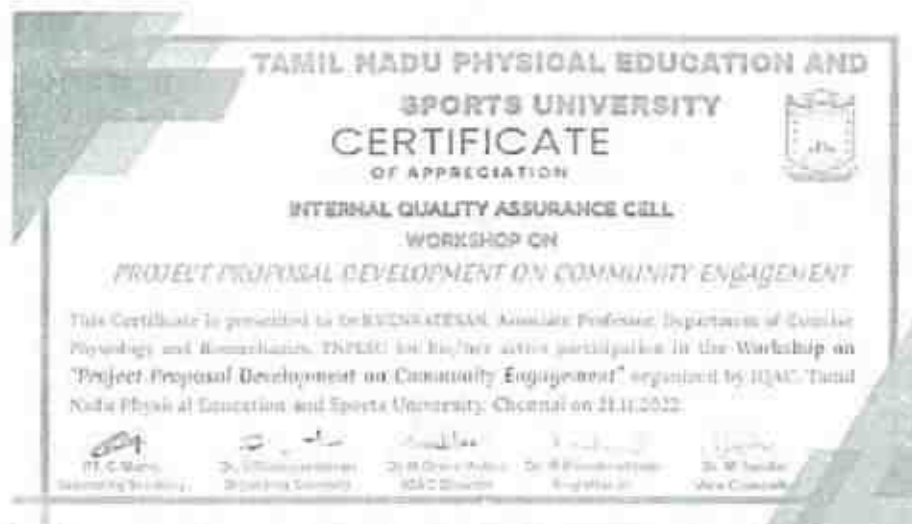 TAMIL NADU PHYSICAL EDUCATION AND
SPORTS UNIVERSITY
CERTIFICATE
OF APPRECIATION
INTERNAL QUALITY ASSURANCE CELL
WORKSHOP ON
PROJECT PROPOSAL DEVELOPMENT ON COMMUNITY ENGAGEMENT
This Certificate is presented to Associate Professor, Department of
Physiology and Biomechanics, TNPESU for his/her active participation in the Workshop on
"Project Proposal Development on Community Engagement" organized by IQAC, Tamil
Nadu Physical Education and Sports University, Chennai on 21.11.2022
Organizing Secretary
IQAC Director
Registrar
Vice Chancellor